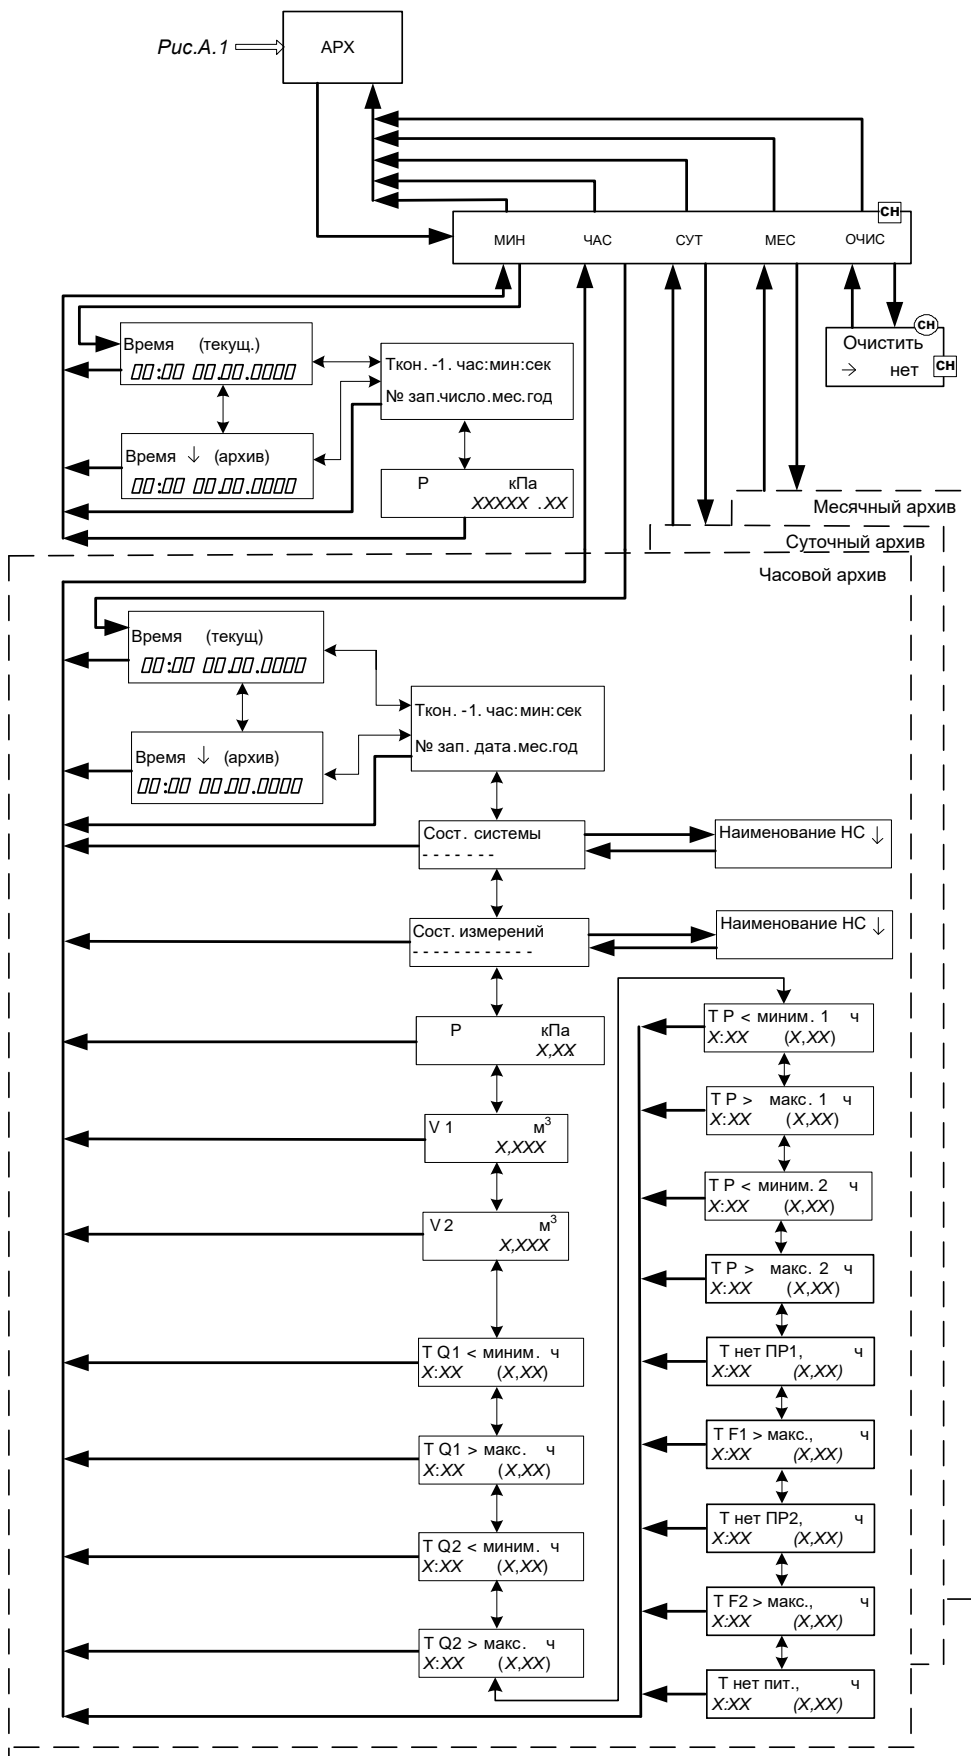 Рис.А.1
АРХ
СН
МИН ЧАС СУТ МЕС ОЧИС
СН
Очистить
→ нет
СН
Время (текущ.)
00:00 00.00.0000
Ткон. -1. час:мин:сек
№ зап.число.мес.год
Время ↓ (архив)
00:00 00.00.0000
Р кПа
XXXXX .XX
Месячный архив
Суточный архив
Часовой архив
Время (текущ)
00:00 00.00.0000
Ткон. -1. час:мин:сек
№ зап. дата.мес.год
Время ↓ (архив)
00:00 00.00.0000
Сост. системы
- - - - - - -
Наименование НС ↓
Сост. измерений
- - - - - - - - - - - -
Наименование НС ↓
Р кПа
X,XX
V 1 м³
X,XXX
V 2 м³
X,XXX
T Q1 < миним. ч
X:XX (X,XX)
T Q1 > макс. ч
X:XX (X,XX)
T Q2 < миним. ч
X:XX (X,XX)
T Q2 > макс. ч
X:XX (X,XX)
T P < миним. 1 ч
X:XX (X,XX)
T P > макс. 1 ч
X:XX (X,XX)
T P < миним. 2 ч
X:XX (X,XX)
T P > макс. 2 ч
X:XX (X,XX)
Т нет ПР1, ч
X:XX (X,XX)
T F1 > макс., ч
X:XX (X,XX)
Т нет ПР2, ч
X:XX (X,XX)
T F2 > макс., ч
X:XX (X,XX)
Т нет пит., ч
X:XX (X,XX)